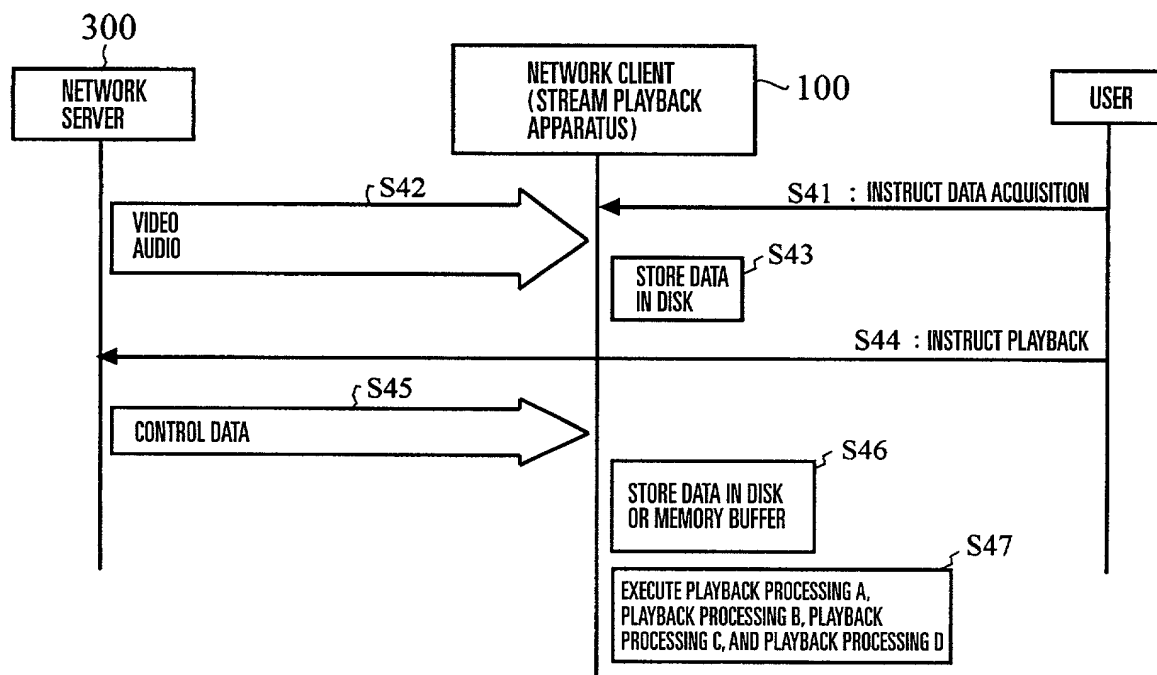 300
NETWORK
SERVER
NETWORK CLIENT
(STREAM PLAYBACK
APPARATUS)
100
USER
S42
VIDEO
AUDIO
S41 : INSTRUCT DATA ACQUISITION
S43
STORE DATA
IN DISK
S44 : INSTRUCT PLAYBACK
S45
CONTROL DATA
S46
STORE DATA IN DISK
OR MEMORY BUFFER
S47
EXECUTE PLAYBACK PROCESSING A,
PLAYBACK PROCESSING B, PLAYBACK
PROCESSING C, AND PLAYBACK PROCESSING D